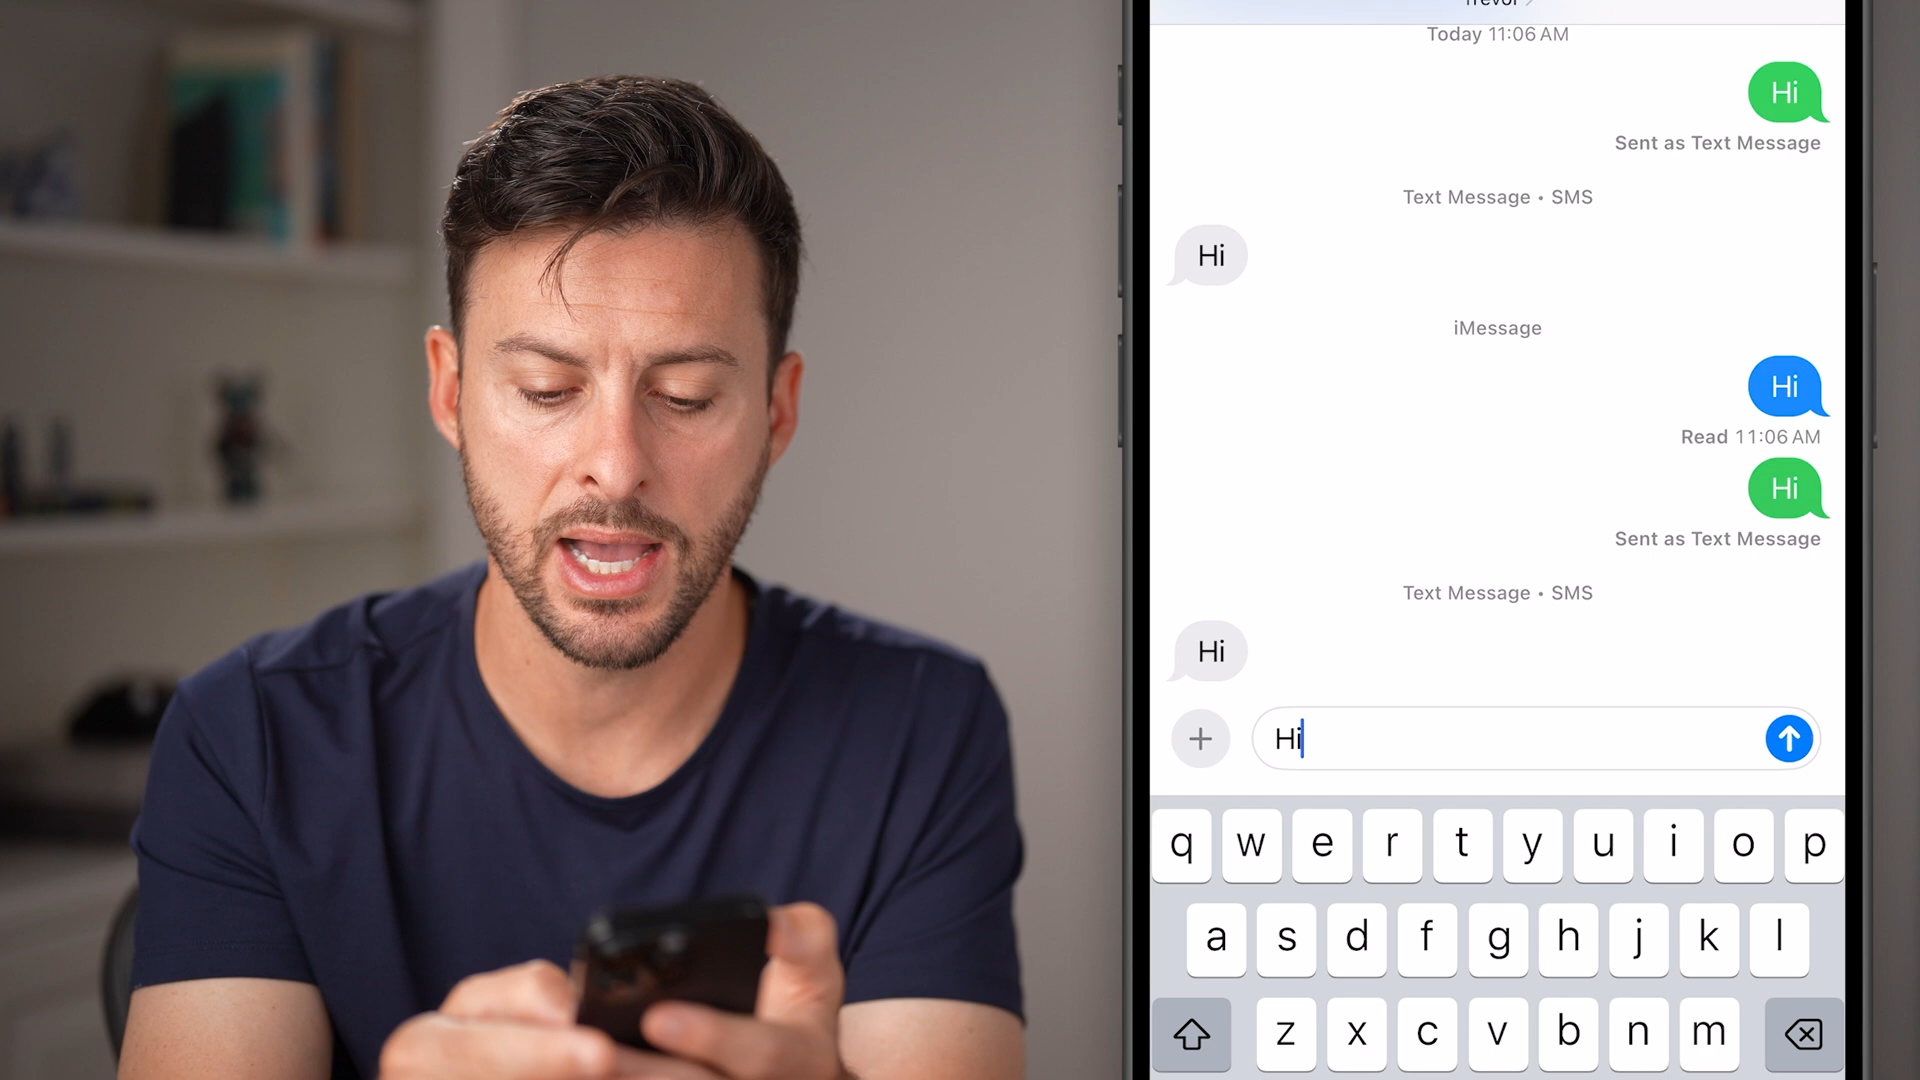 Trevor
Today 11:06 AM
Hi
Sent as Text Message
Text Message • SMS
Hi
iMessage
Hi
Read 11:06 AM
Hi
Sent as Text Message
Text Message • SMS
Hi
Hi
q w e r t y u i o p
a s d f g h j k l
z x c v b n m